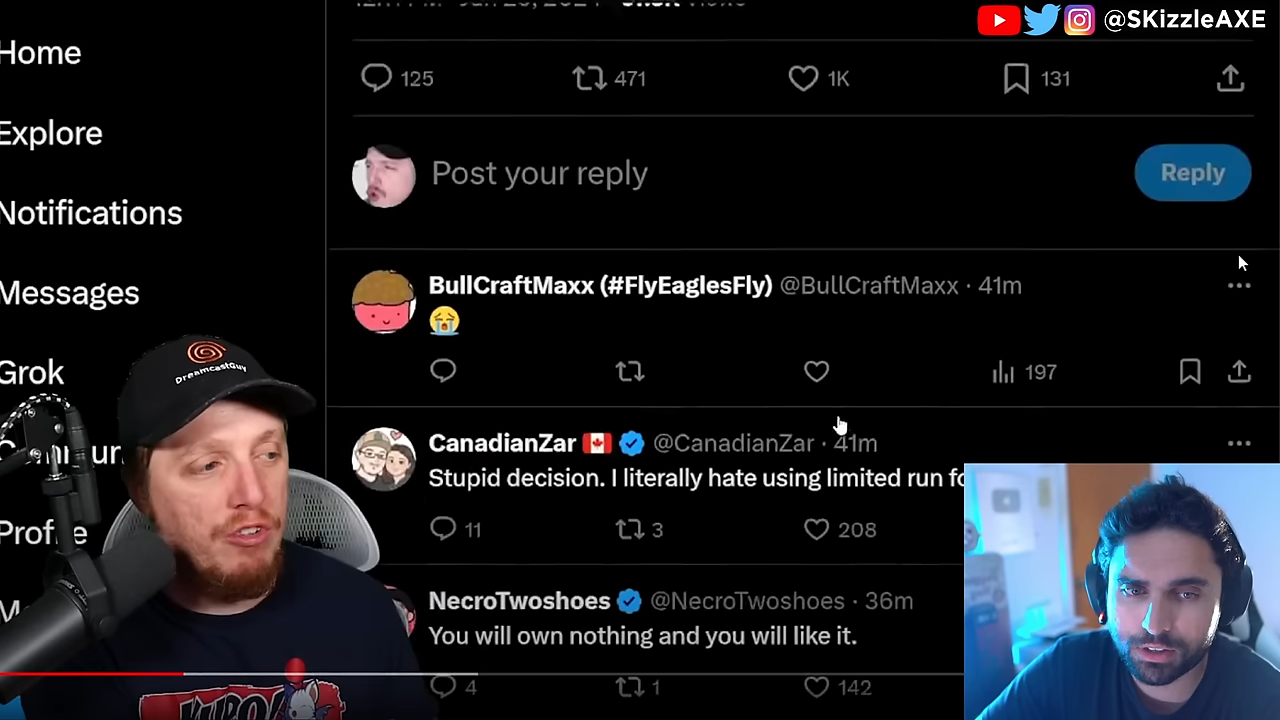 @SKizzleAXE
Home
125 471 1K 131
Explore
Post your reply
Reply
Notifications
BullCraftMaxx (#FlyEaglesFly) @BullCraftMaxx · 41m
😭
Messages
197
Grok
DreamcastGuy
CanadianZar 🇨🇦 @CanadianZar · 41m
Stupid decision. I literally hate using limited run fo
11 3 208
Profile
NecroTwoshoes @NecroTwoshoes · 36m
You will own nothing and you will like it.
4 1 142